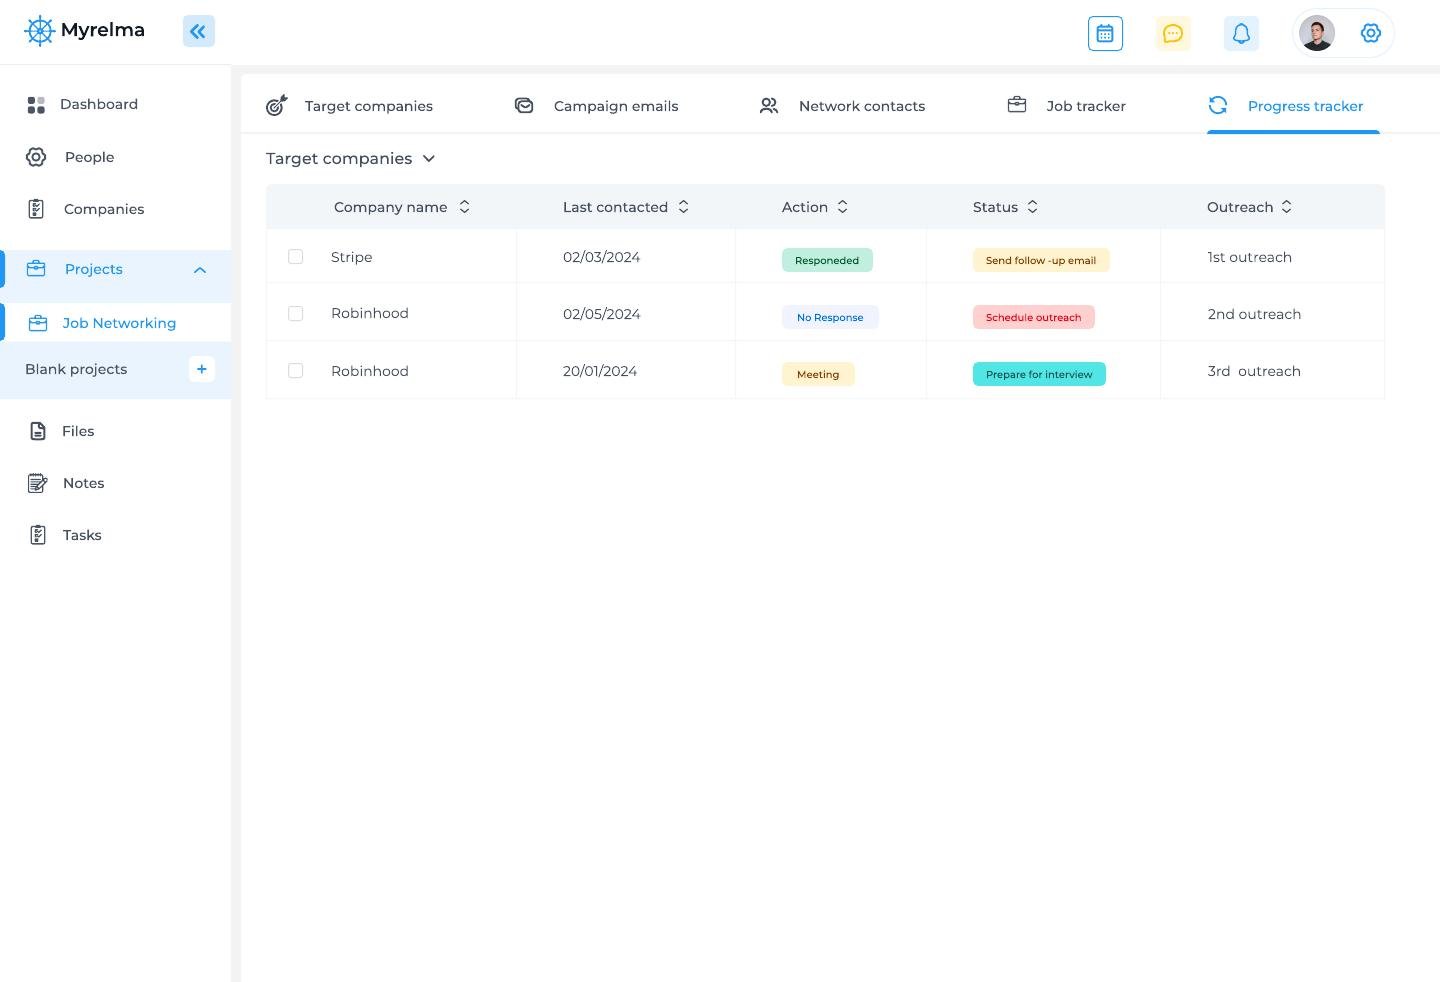 Myrelma
Dashboard
People
Companies
Projects
Job Networking
Blank projects
+
Files
Notes
Tasks
Target companies
Campaign emails
Network contacts
Job tracker
Progress tracker
Target companies
Company name Last contacted Action Status Outreach
Stripe 02/03/2024 Responeded Send follow -up email 1st outreach
Robinhood 02/05/2024 No Response Schedule outreach 2nd outreach
Robinhood 20/01/2024 Meeting Prepare for interview 3rd outreach